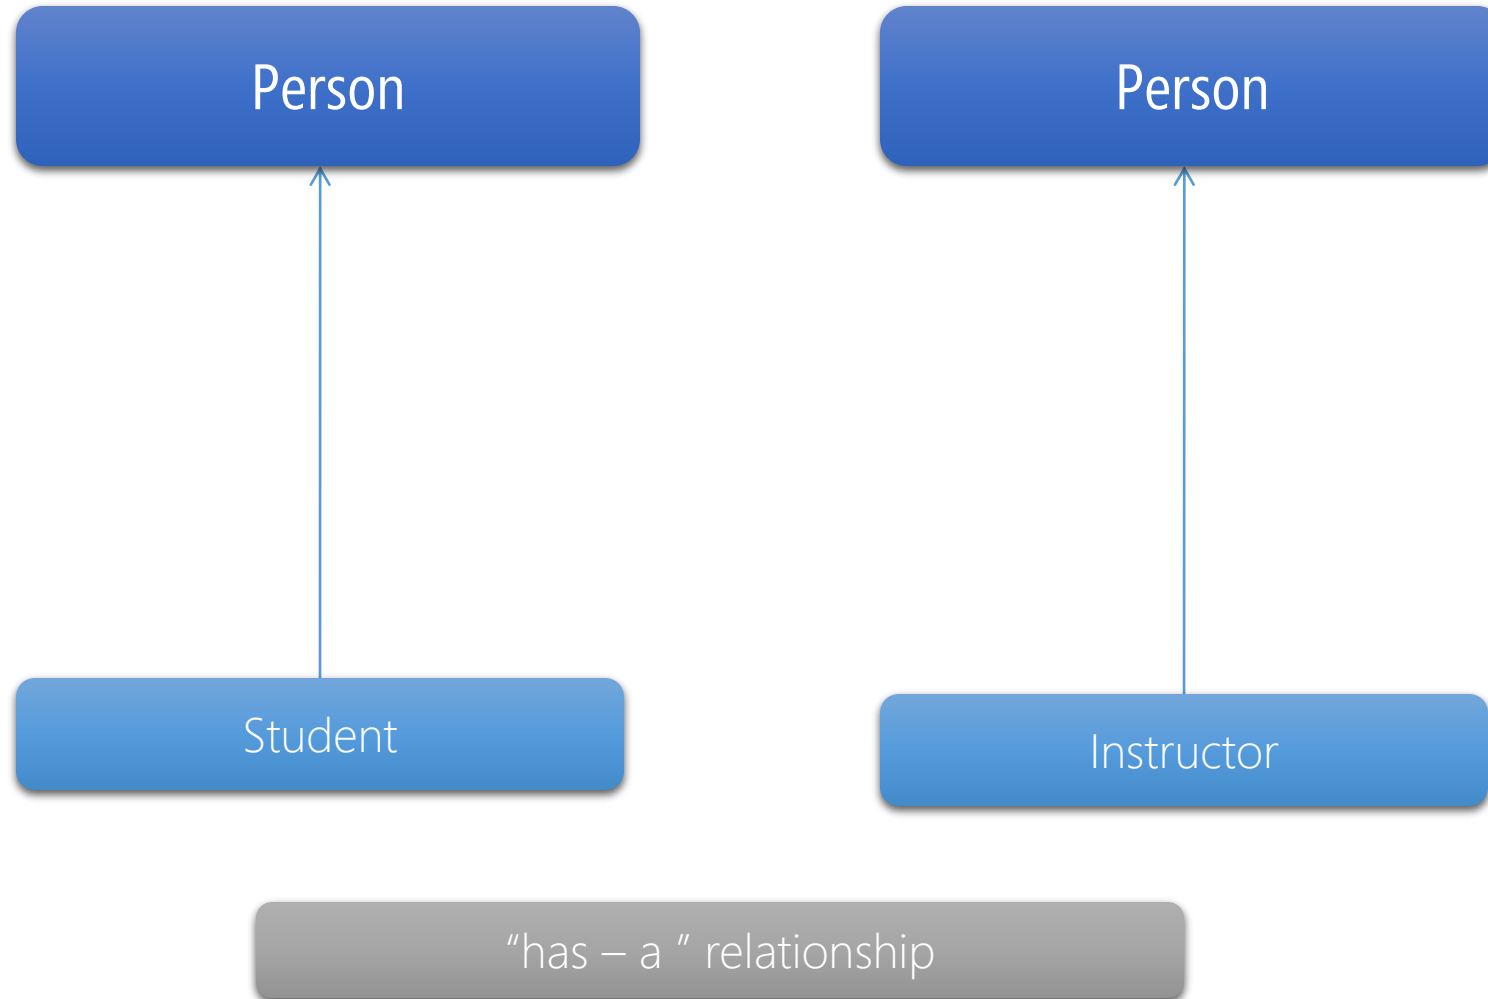 Person
Person
Student
Instructor
“has – a ” relationship